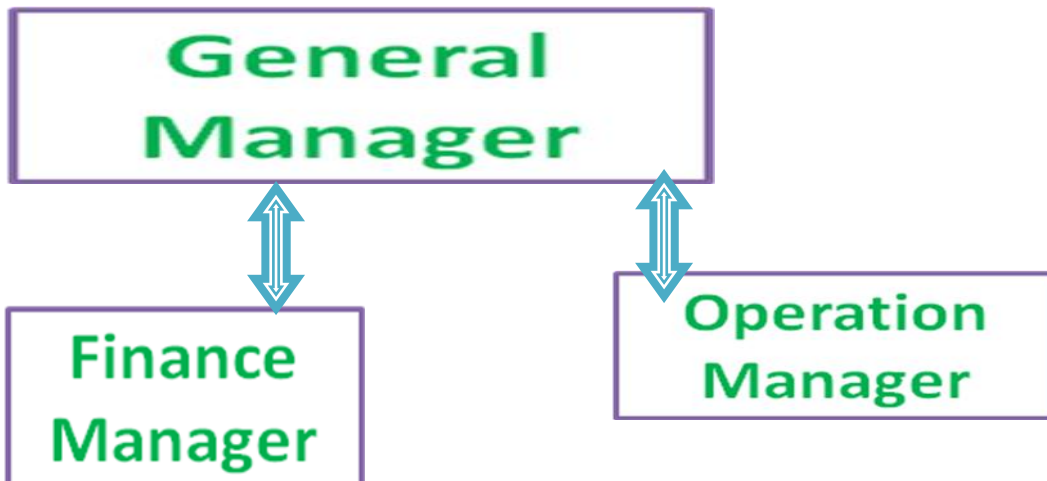 General
Manager
Finance
Manager
Operation
Manager